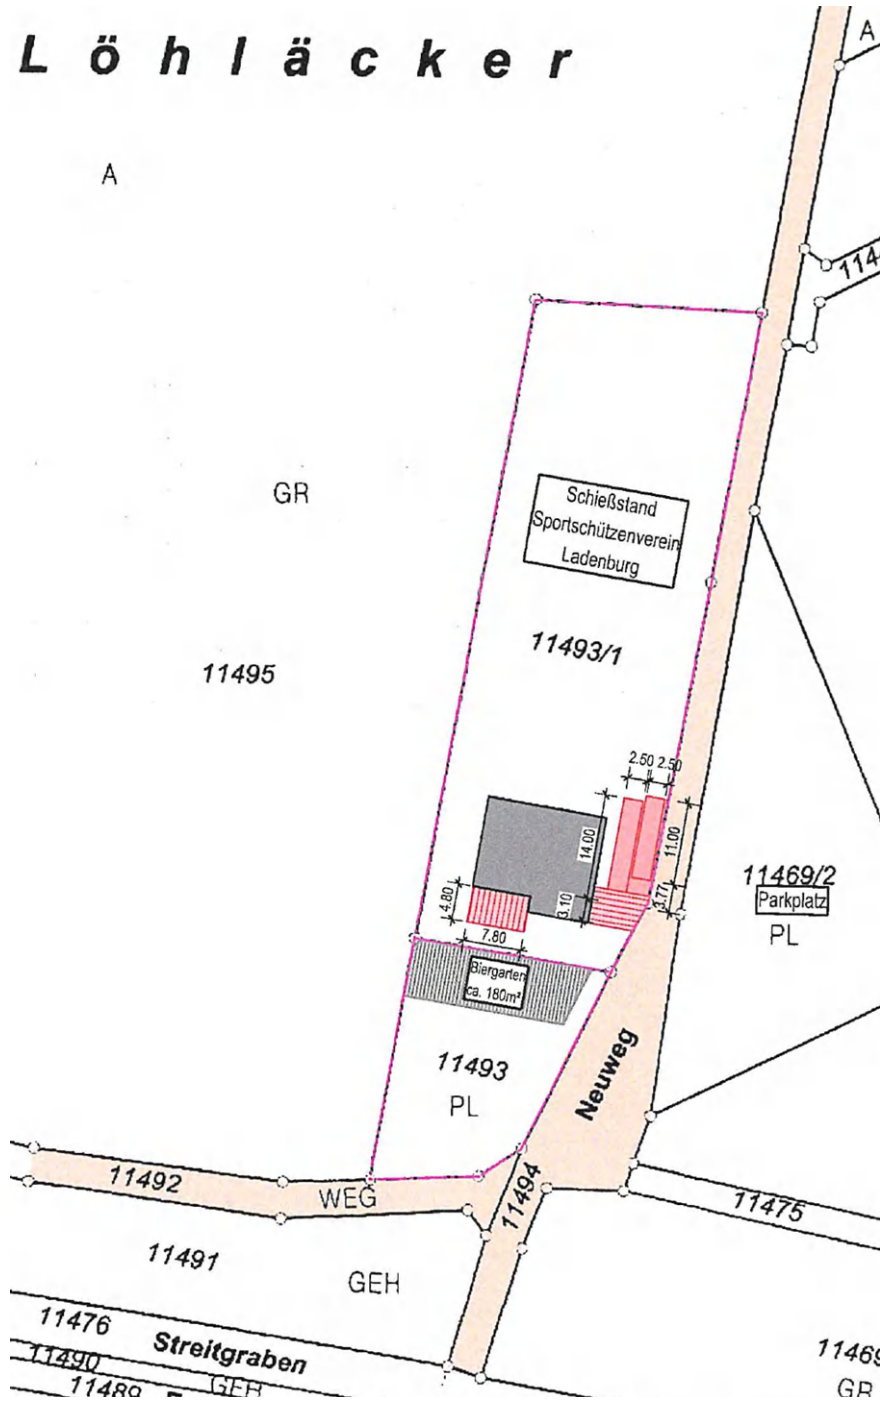 Löhläcker
A
A
GR
Schießstand
Sportschützenverein
Ladenburg
11493/1
11495
2.50
2.50
14.00
11.00
3.77
3.10
4.80
7.80
11469/2
Parkplatz
PL
Biergarten
ca. 180m²
11493
PL
Neuweg
11492
WEG
11494
11475
11491
GEH
11476
Streitgraben
11490
GEH
11489
GR